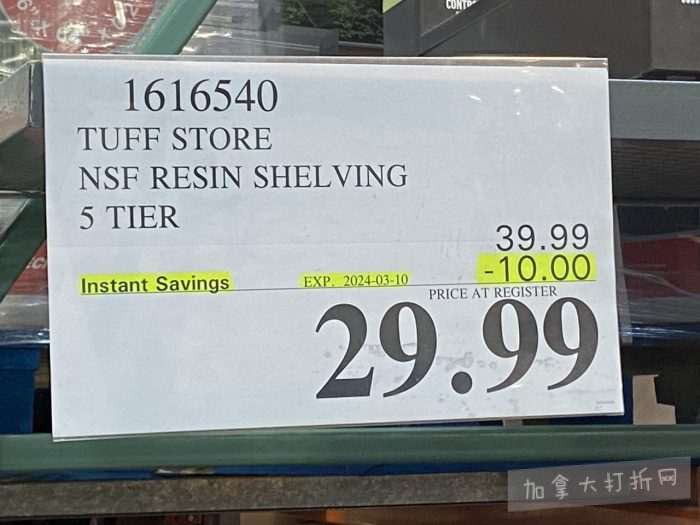 CONTR
1616540
TUFF STORE
NSF RESIN SHELVING
5 TIER
39.99
-10.00
Instant Savings
EXP. 2024-03-10
PRICE AT REGISTER
29.99
加拿大打折网